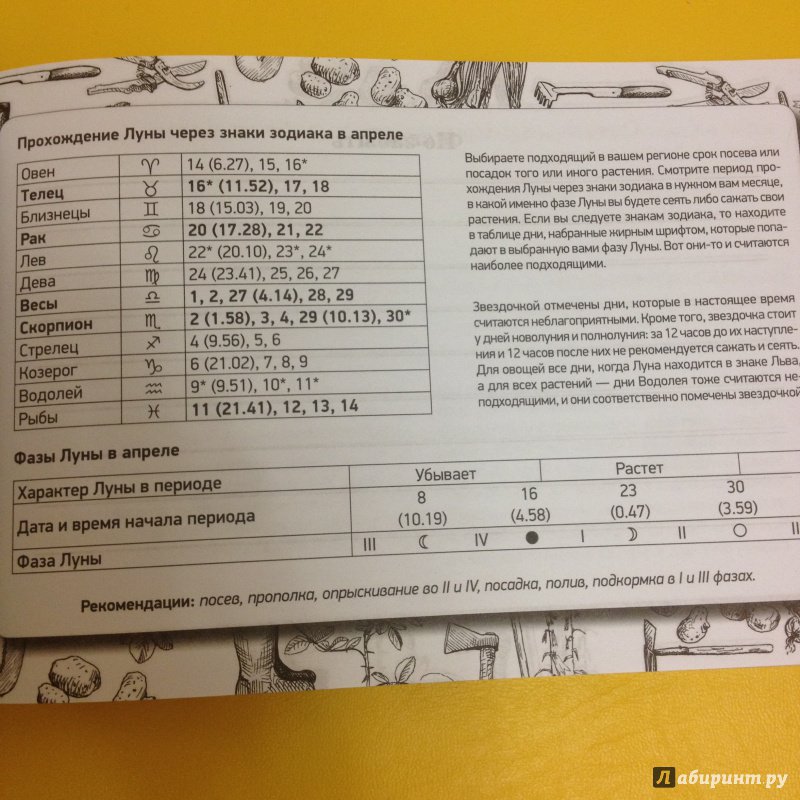 Прохождение Луны через знаки зодиака в апреле
Овен ♈ 14 (6.27), 15, 16*
Телец ♉ 16* (11.52), 17, 18
Близнецы ♊ 18 (15.03), 19, 20
Рак ♋ 20 (17.28), 21, 22
Лев ♌ 22* (20.10), 23*, 24*
Дева ♍ 24 (23.41), 25, 26, 27
Весы ♎ 1, 2, 27 (4.14), 28, 29
Скорпион ♏ 2 (1.58), 3, 4, 29 (10.13), 30*
Стрелец ♐ 4 (9.56), 5, 6
Козерог ♑ 6 (21.02), 7, 8, 9
Водолей ♒ 9* (9.51), 10*, 11*
Рыбы ♓ 11 (21.41), 12, 13, 14
Выбираете подходящий в вашем регионе срок посева или
посадок того или иного растения. Смотрите период про-
хождения Луны через знаки зодиака в нужном вам месяце,
в какой именно фазе Луны вы будете сеять либо сажать свои
растения. Если вы следуете знакам зодиака, то находите
в таблице дни, набранные жирным шрифтом, которые попа-
дают в выбранную вами фазу Луны. Вот они-то и считаются
наиболее подходящими.
Звездочкой отмечены дни, которые в настоящее время
считаются неблагоприятными. Кроме того, звездочка стоит
у дней новолуния и полнолуния: за 12 часов до их наступле-
ния и 12 часов после них не рекомендуется сажать и сеять.
Для овощей все дни, когда Луна находится в знаке Льва,
а для всех растений — дни Водолея тоже считаются не-
подходящими, и они соответственно помечены звездочкой
Фазы Луны в апреле
Характер Луны в периоде Убывает Растет
Дата и время начала периода 8 (10.19) 16 (4.58) 23 (0.47) 30 (3.59)
Фаза Луны III ☾ IV ● I ☽ II ○
Рекомендации: посев, прополка, опрыскивание во II и IV, посадка, полив, подкормка в I и III фазах.
Лабиринт.ру